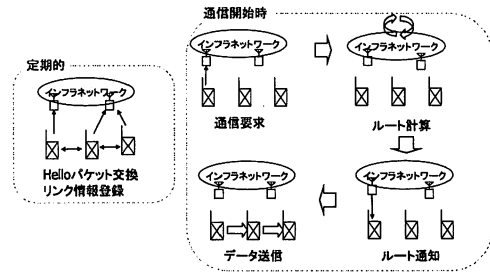 定期的
インフラネットワーク
Helloパケット交換
リンク情報登録
通信開始時
インフラネットワーク
通信要求
インフラネットワーク
ルート計算
インフラネットワーク
データ送信
インフラネットワーク
ルート通知